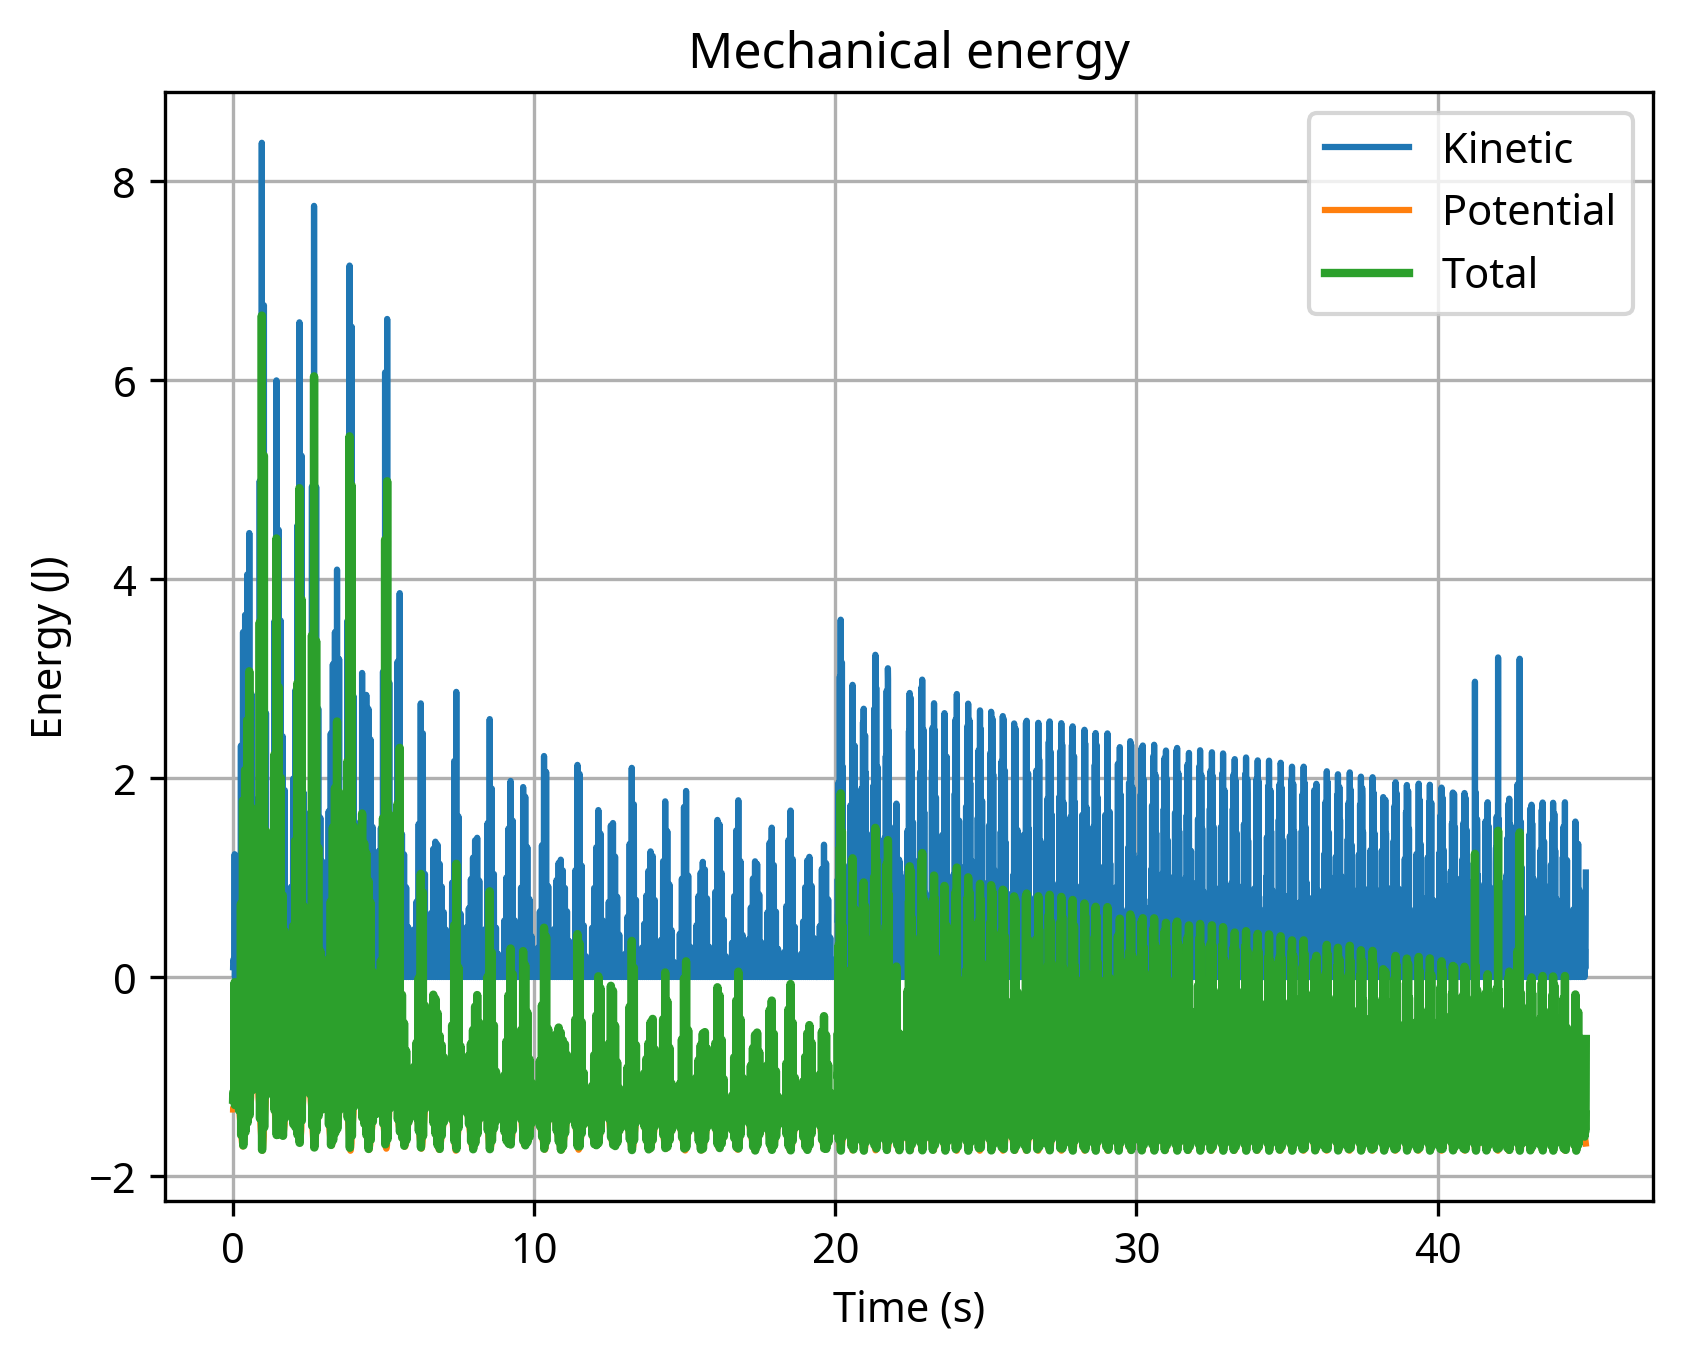 Mechanical energy
Kinetic
Potential
Total
8
6
4
2
0
−2
Energy (J)
0 10 20 30 40
Time (s)